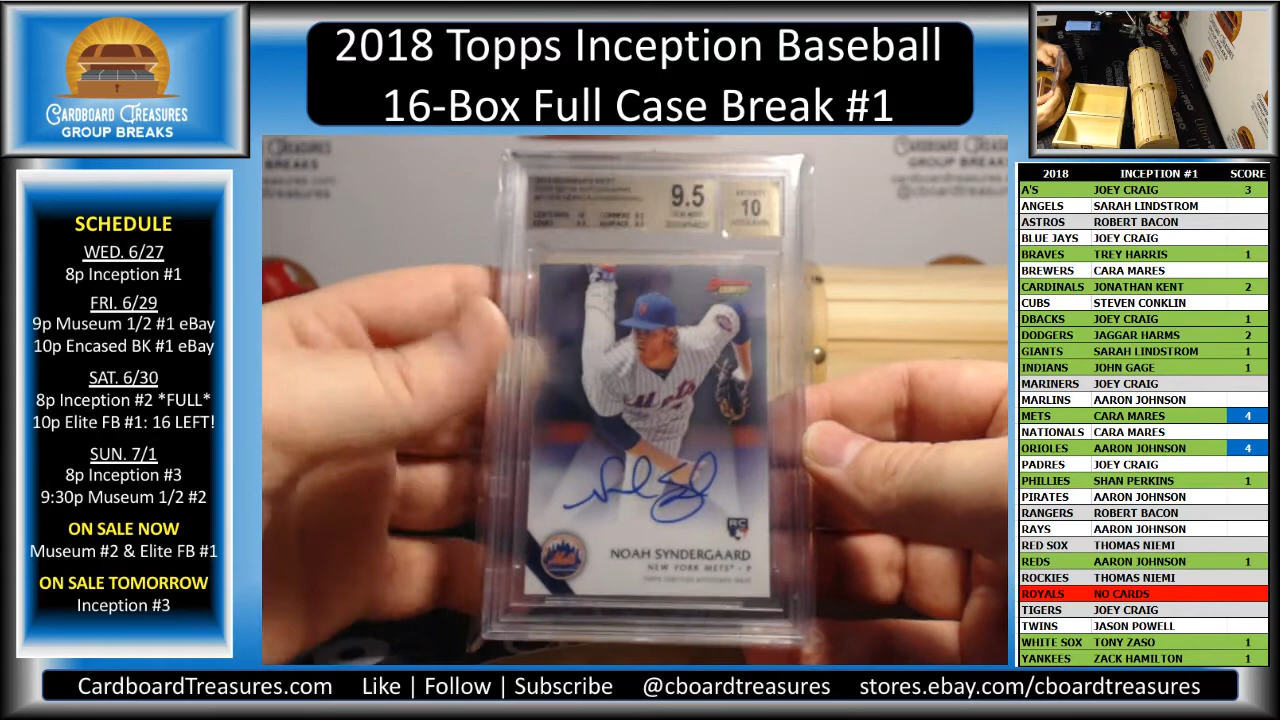 CARDBOARD TREASURES
GROUP BREAKS
2018 Topps Inception Baseball
16-Box Full Case Break #1
SCHEDULE
WED. 6/27
8p Inception #1
FRI. 6/29
9p Museum 1/2 #1 eBay
10p Encased BK #1 eBay
SAT. 6/30
8p Inception #2 *FULL*
10p Elite FB #1: 16 LEFT!
SUN. 7/1
8p Inception #3
9:30p Museum 1/2 #2
ON SALE NOW
Museum #2 & Elite FB #1
ON SALE TOMORROW
Inception #3
BREAKS
GROUP BREAKS
9.5
10
Mets
RC
NOAH SYNDERGAARD
NEW YORK METS • P
2018 INCEPTION #1 SCORE
A'S JOEY CRAIG 3
ANGELS SARAH LINDSTROM
ASTROS ROBERT BACON
BLUE JAYS JOEY CRAIG
BRAVES TREY HARRIS 1
BREWERS CARA MARES
CARDINALS JONATHAN KENT 2
CUBS STEVEN CONKLIN
DBACKS JOEY CRAIG 1
DODGERS JAGGAR HARMS 2
GIANTS SARAH LINDSTROM 1
INDIANS JOHN GAGE 1
MARINERS JOEY CRAIG
MARLINS AARON JOHNSON
METS CARA MARES 4
NATIONALS CARA MARES
ORIOLES AARON JOHNSON 4
PADRES JOEY CRAIG
PHILLIES SHAN PERKINS 1
PIRATES AARON JOHNSON
RANGERS ROBERT BACON
RAYS AARON JOHNSON
RED SOX THOMAS NIEMI
REDS AARON JOHNSON 1
ROCKIES THOMAS NIEMI
ROYALS NO CARDS
TIGERS JOEY CRAIG
TWINS JASON POWELL
WHITE SOX TONY ZASO 1
YANKEES ZACK HAMILTON 1
CardboardTreasures.com Like | Follow | Subscribe @cboardtreasures stores.ebay.com/cboardtreasures